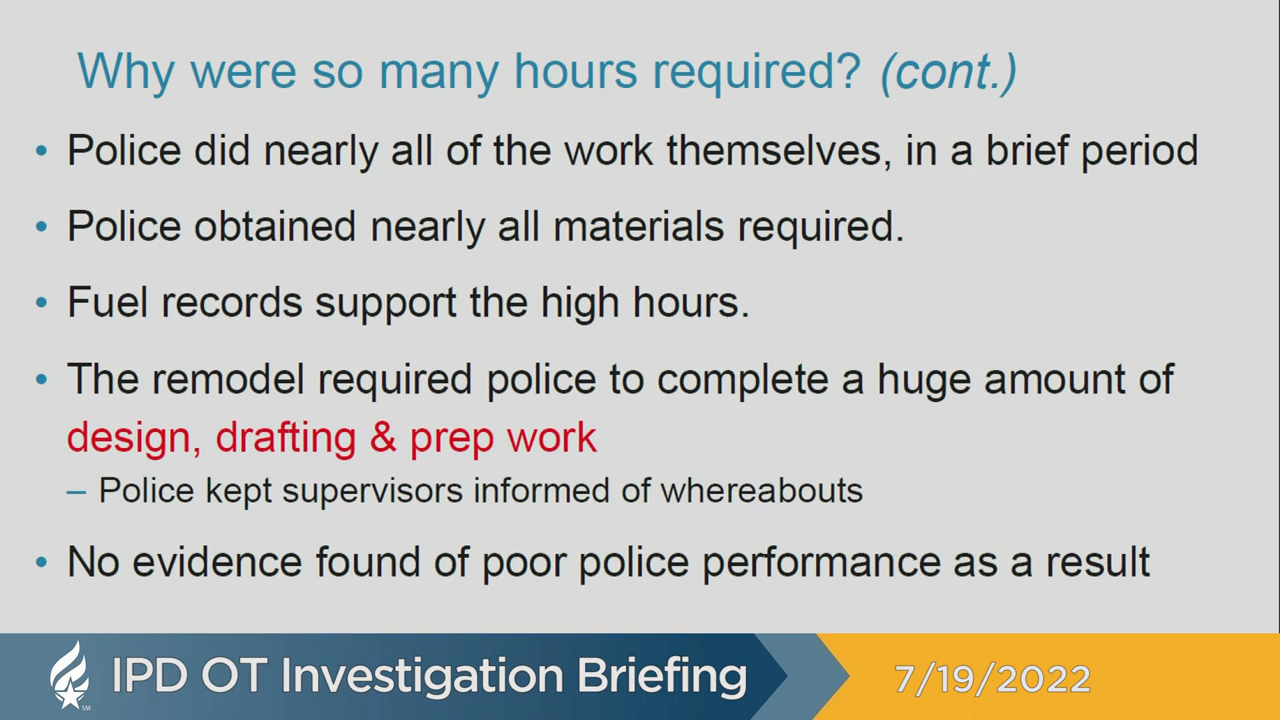 Why were so many hours required? (cont.)
• Police did nearly all of the work themselves, in a brief period
• Police obtained nearly all materials required.
• Fuel records support the high hours.
• The remodel required police to complete a huge amount of
design, drafting & prep work
– Police kept supervisors informed of whereabouts
• No evidence found of poor police performance as a result
IPD OT Investigation Briefing
7/19/2022
SM